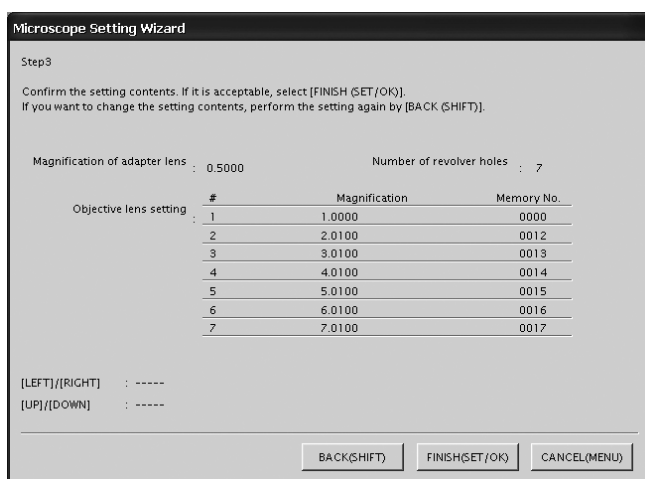 Microscope Setting Wizard
Step3
Confirm the setting contents. If it is acceptable, select [FINISH (SET/OK)].
If you want to change the setting contents, perform the setting again by [BACK (SHIFT)].
Magnification of adapter lens : 0.5000 Number of revolver holes : 7
Objective lens setting :
# Magnification Memory No.
1 1.0000 0000
2 2.0100 0012
3 3.0100 0013
4 4.0100 0014
5 5.0100 0015
6 6.0100 0016
7 7.0100 0017
[LEFT]/[RIGHT] : -----
[UP]/[DOWN] : -----
BACK(SHIFT) FINISH(SET/OK) CANCEL(MENU)